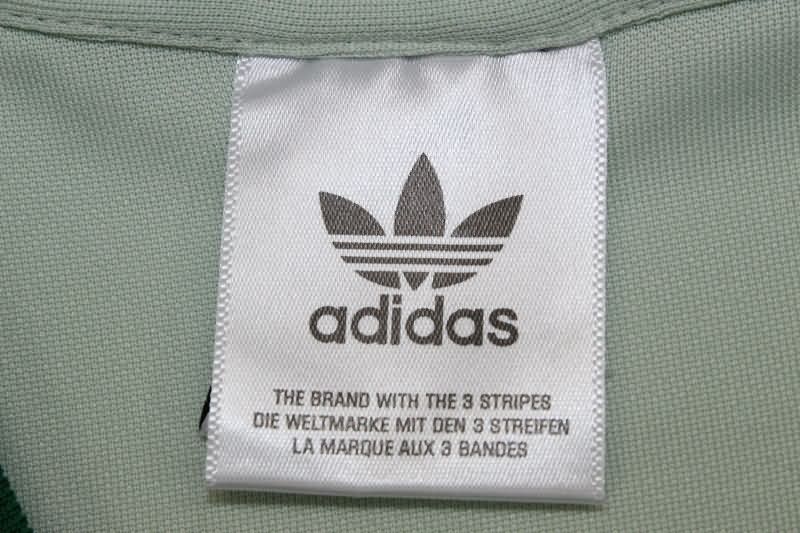 adidas
THE BRAND WITH THE 3 STRIPES
DIE WELTMARKE MIT DEN 3 STREIFEN
LA MARQUE AUX 3 BANDES